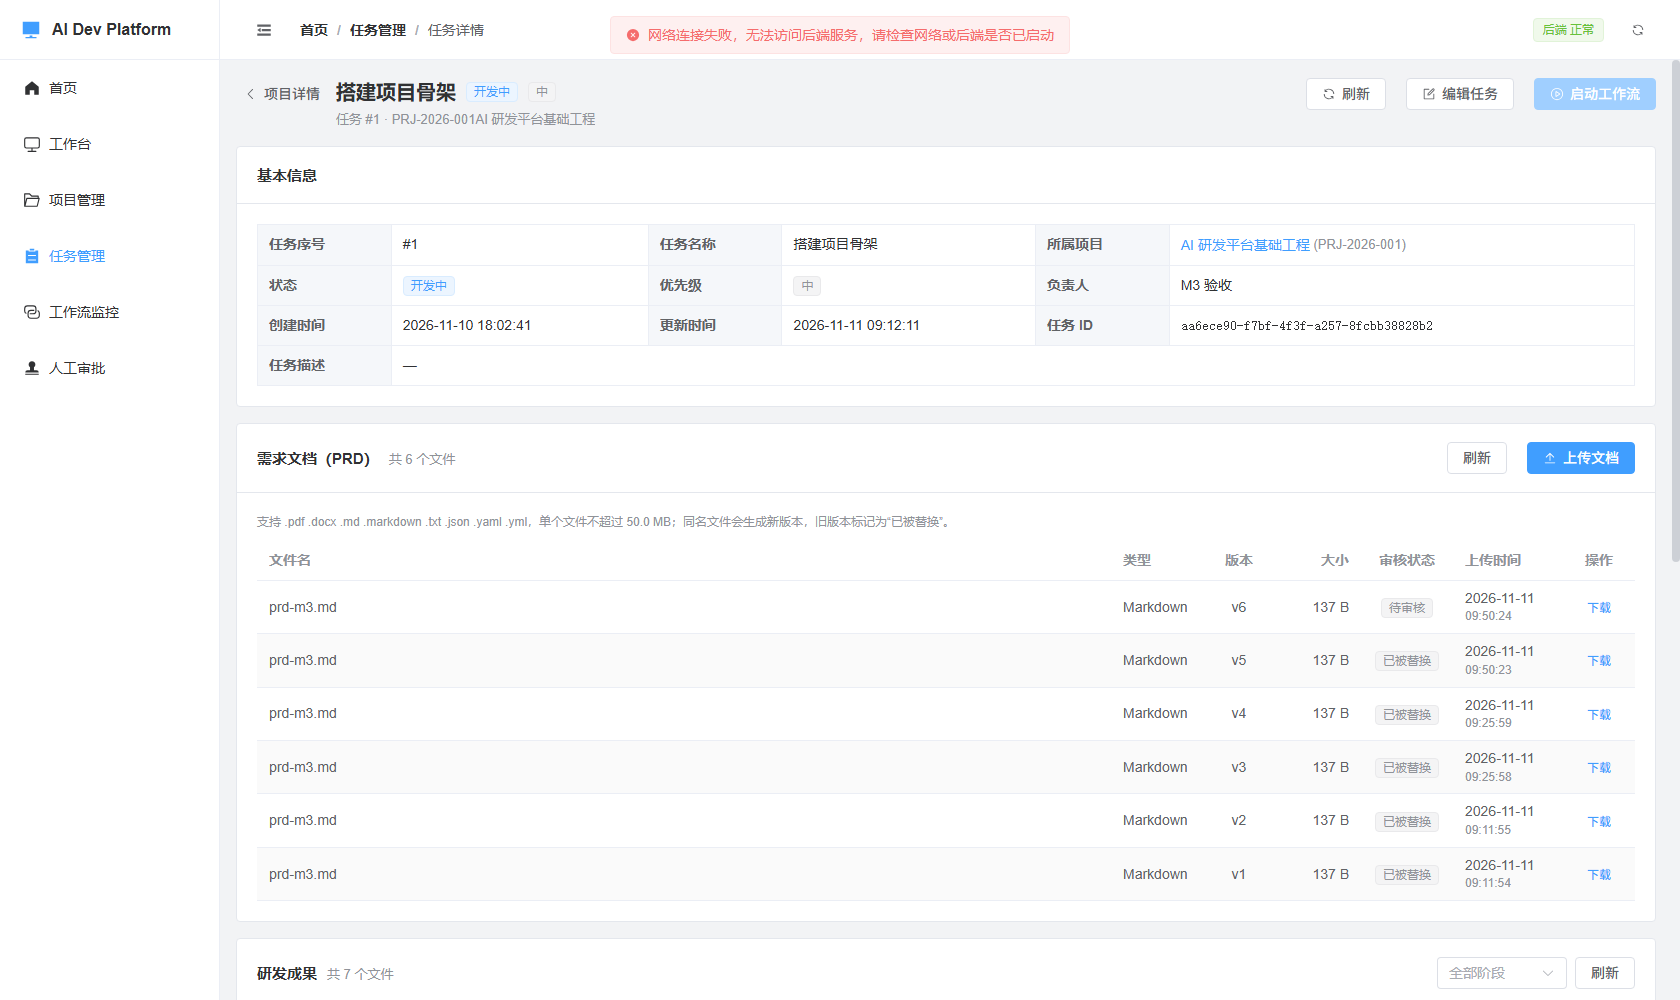 AI Dev Platform
首页 / 任务管理 / 任务详情
网络连接失败，无法访问后端服务，请检查网络或后端是否已启动
后端 正常
首页
工作台
项目管理
任务管理
工作流监控
人工审批
项目详情 搭建项目骨架 开发中 中
任务 #1 · PRJ-2026-001AI 研发平台基础工程
刷新 编辑任务 启动工作流
基本信息
任务序号 #1 任务名称 搭建项目骨架 所属项目 AI 研发平台基础工程 (PRJ-2026-001)
状态 开发中 优先级 中 负责人 M3 验收
创建时间 2026-11-10 18:02:41 更新时间 2026-11-11 09:12:11 任务 ID aa6ece90-f7bf-4f3f-a257-8fcbb38828b2
任务描述 —
需求文档（PRD） 共 6 个文件 刷新 上传文档
支持 .pdf .docx .md .markdown .txt .json .yaml .yml，单个文件不超过 50.0 MB；同名文件会生成新版本，旧版本标记为“已被替换”。
文件名 类型 版本 大小 审核状态 上传时间 操作
prd-m3.md Markdown v6 137 B 待审核 2026-11-11 09:50:24 下载
prd-m3.md Markdown v5 137 B 已被替换 2026-11-11 09:50:23 下载
prd-m3.md Markdown v4 137 B 已被替换 2026-11-11 09:25:59 下载
prd-m3.md Markdown v3 137 B 已被替换 2026-11-11 09:25:58 下载
prd-m3.md Markdown v2 137 B 已被替换 2026-11-11 09:11:55 下载
prd-m3.md Markdown v1 137 B 已被替换 2026-11-11 09:11:54 下载
研发成果 共 7 个文件 全部阶段 刷新